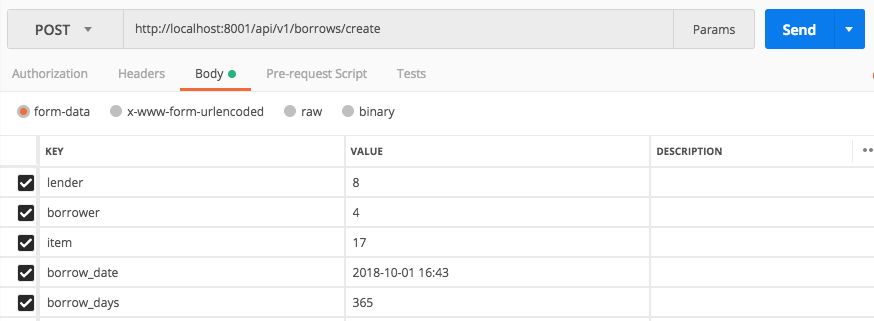 POST http://localhost:8001/api/v1/borrows/create Params Send
Authorization Headers Body Pre-request Script Tests
form-data x-www-form-urlencoded raw binary
KEY VALUE DESCRIPTION
lender 8
borrower 4
item 17
borrow_date 2018-10-01 16:43
borrow_days 365